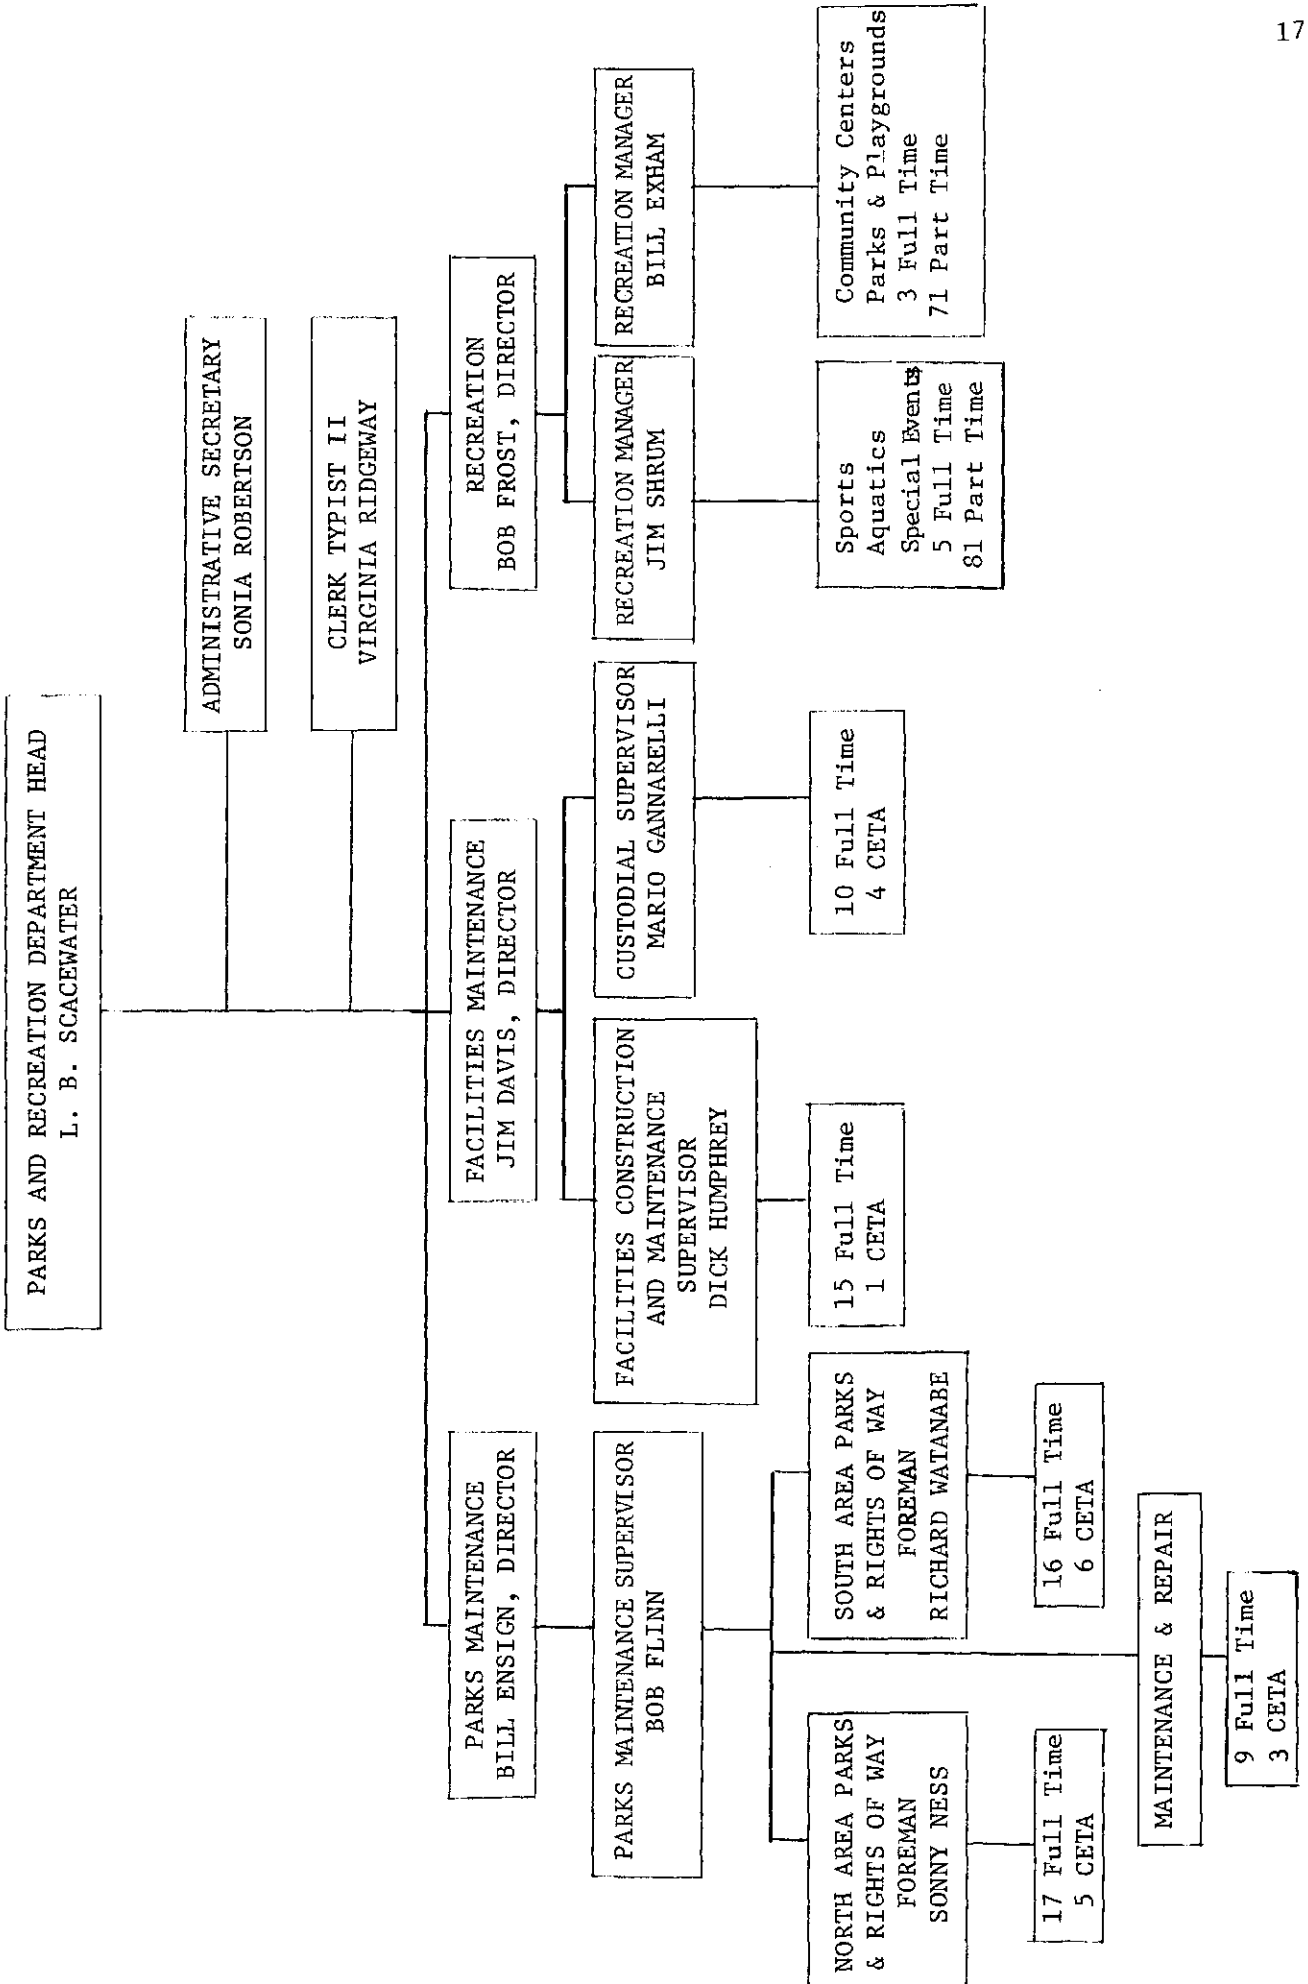 17
PARKS AND RECREATION DEPARTMENT HEAD
L. B. SCACEWATER
ADMINISTRATIVE SECRETARY
SONIA ROBERTSON
CLERK TYPIST II
VIRGINIA RIDGEWAY
PARKS MAINTENANCE
BILL ENSIGN, DIRECTOR
FACILITIES MAINTENANCE
JIM DAVIS, DIRECTOR
RECREATION
BOB FROST, DIRECTOR
PARKS MAINTENANCE SUPERVISOR
BOB FLINN
FACILITIES CONSTRUCTION
AND MAINTENANCE
SUPERVISOR
DICK HUMPHREY
CUSTODIAL SUPERVISOR
MARIO GANNARELLI
RECREATION MANAGER
JIM SHRUM
RECREATION MANAGER
BILL EXHAM
NORTH AREA PARKS
& RIGHTS OF WAY
FOREMAN
SONNY NESS
SOUTH AREA PARKS
& RIGHTS OF WAY
FOREMAN
RICHARD WATANABE
15 Full Time
1 CETA
10 Full Time
4 CETA
Sports
Aquatics
Special Events
5 Full Time
81 Part Time
Community Centers
Parks & Playgrounds
3 Full Time
71 Part Time
17 Full Time
5 CETA
16 Full Time
6 CETA
MAINTENANCE & REPAIR
9 Full Time
3 CETA